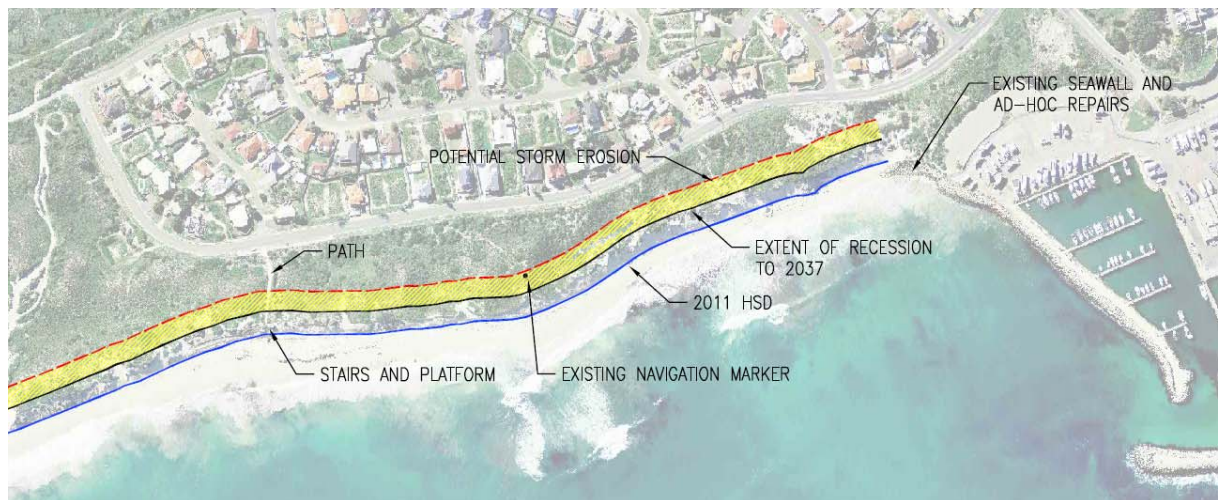 EXISTING SEAWALL AND
AD-HOC REPAIRS
POTENTIAL STORM EROSION
PATH
EXTENT OF RECESSION
TO 2037
2011 HSD
STAIRS AND PLATFORM
EXISTING NAVIGATION MARKER